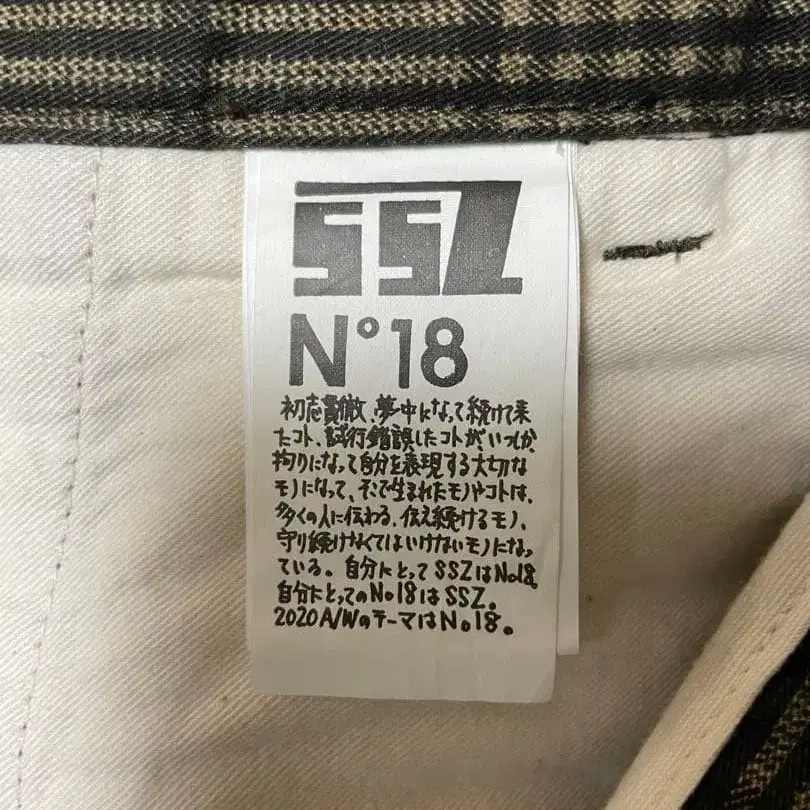 SSZ
N°18
初志貫徹、夢中になって続けて来
たコト、試行錯誤したコトがいつか、
拘りになって自分を表現する大切な
モノになって、そこで生まれたモノやコトは、
多くの人に伝わる、伝え続けるモノ、
守り続けなくてはいけないモノになっ
ている。自分にとってSSZはNo18。
自分にとってのNo18はSSZ。
2020A/WのテーマはNo18。